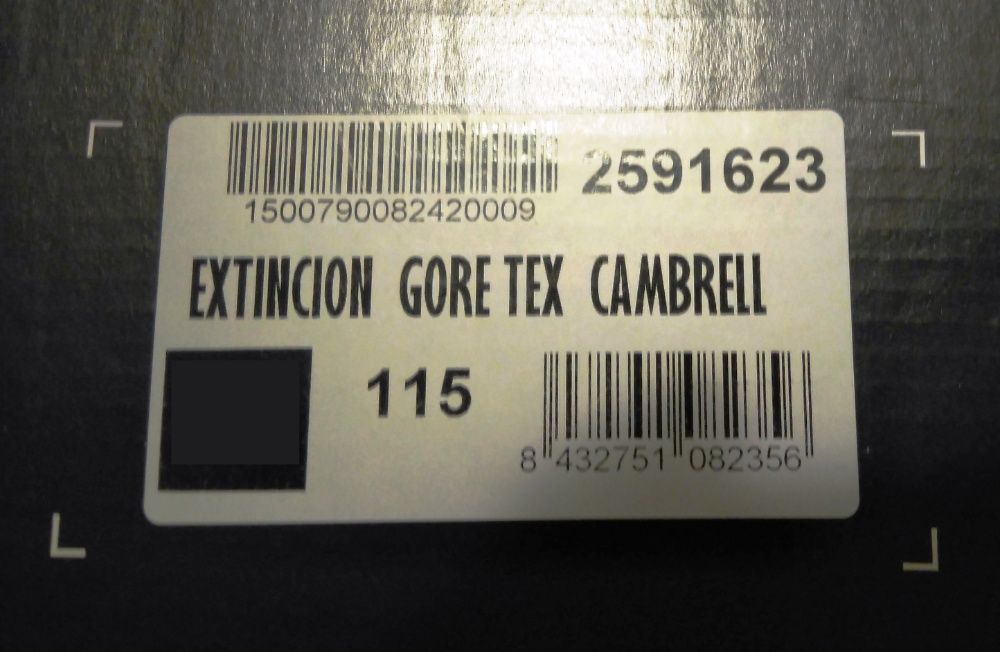 2591623
1500790082420009
EXTINCION GORE TEX CAMBRELL
115
8 432751 082356